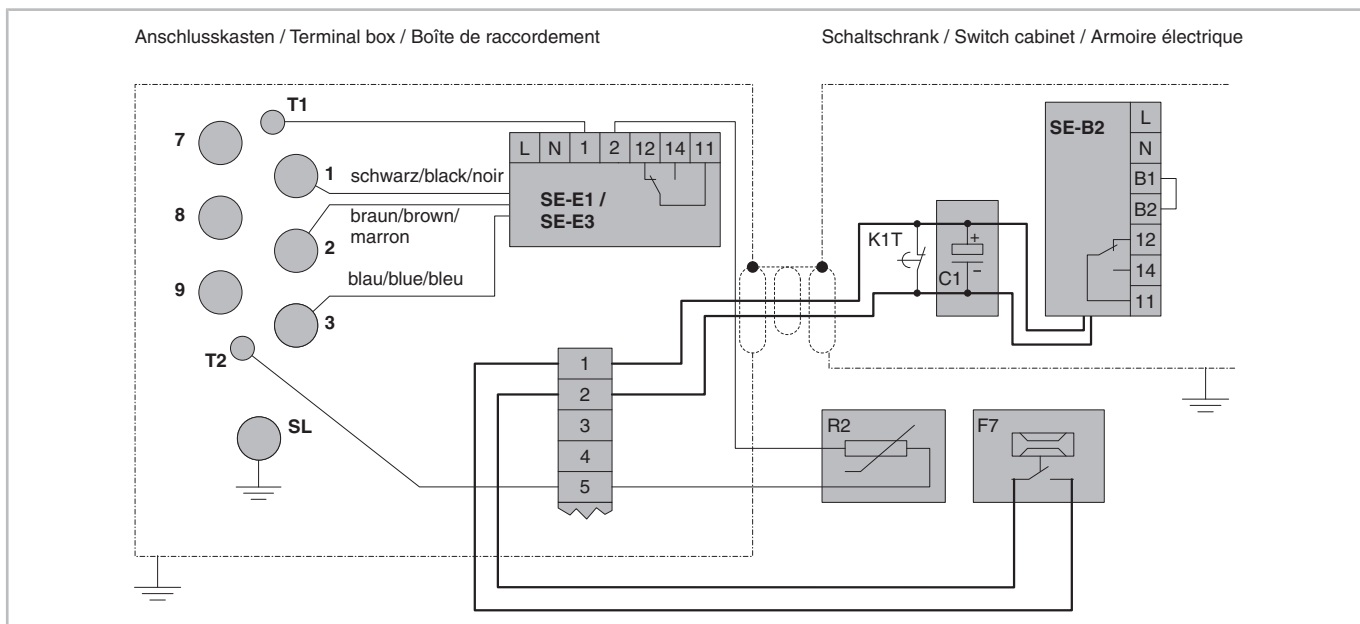 Anschlusskasten / Terminal box / Boîte de raccordement
Schaltschrank / Switch cabinet / Armoire électrique
T1
7
1
schwarz/black/noir
8
braun/brown/
marron
2
9
blau/blue/bleu
3
T2
SL
L N 1 2 12 14 11
SE-E1 /
SE-E3
1
2
3
4
5
K1T
+
−
C1
SE-B2
L
N
B1
B2
12
14
11
R2
F7